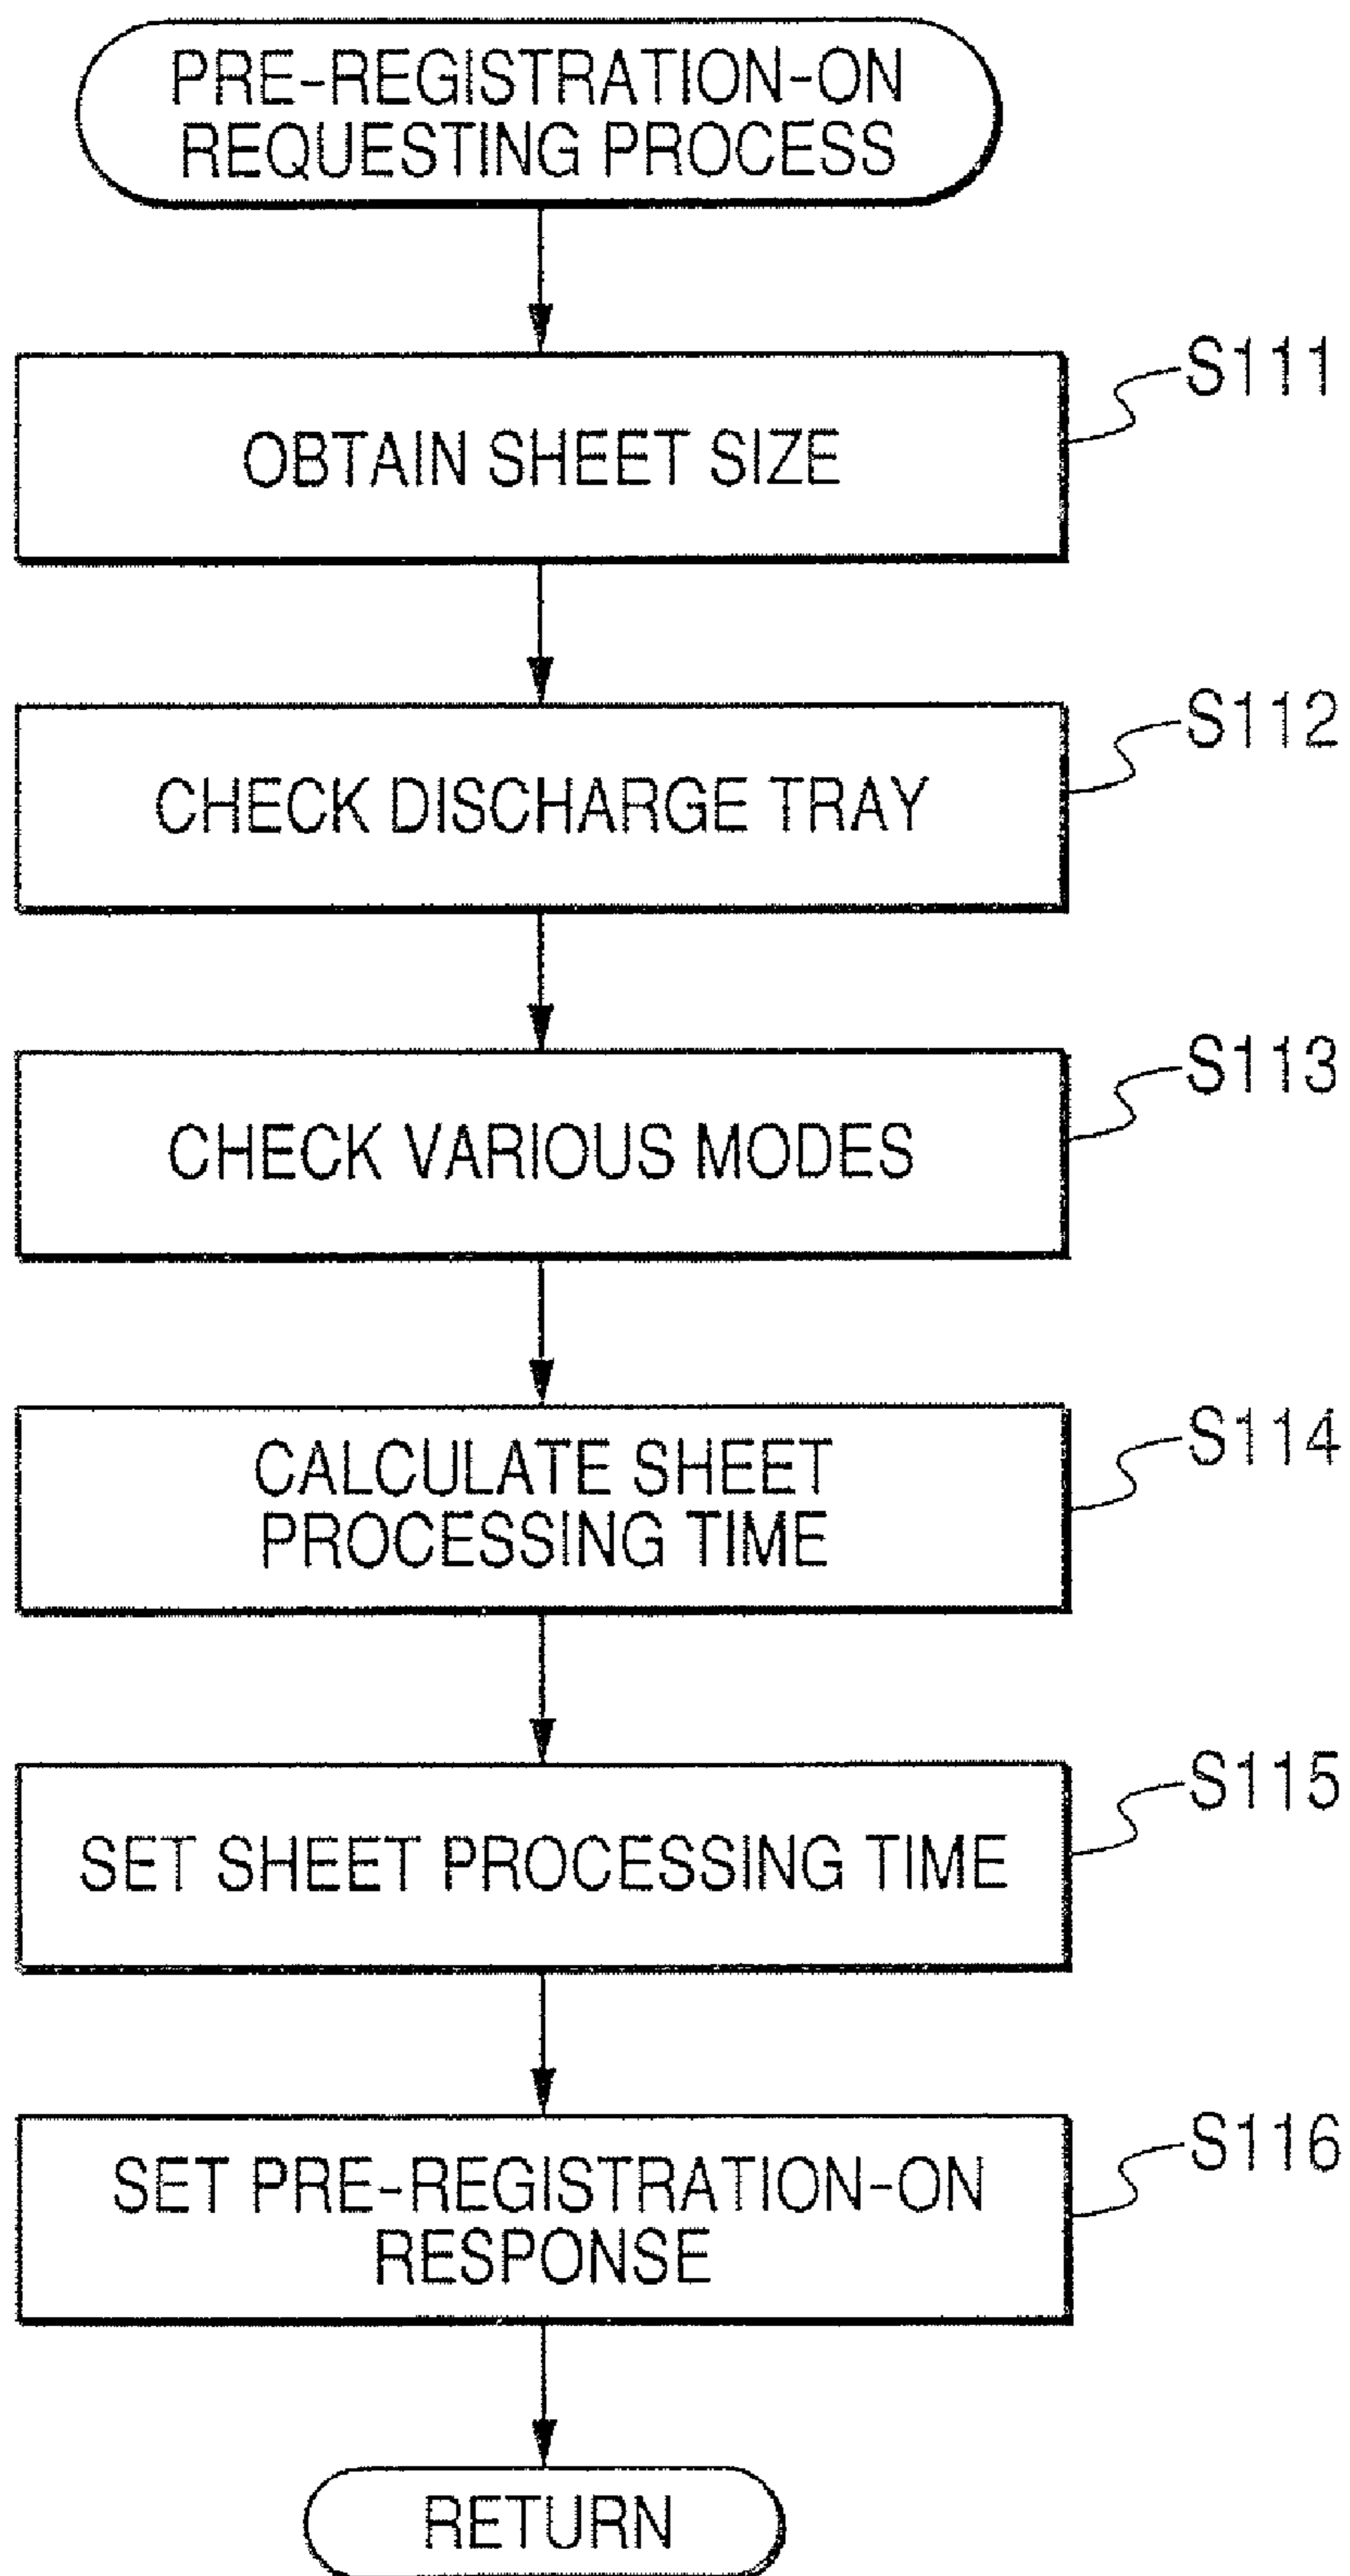 PRE-REGISTRATION-ON
REQUESTING PROCESS
S111
OBTAIN SHEET SIZE
S112
CHECK DISCHARGE TRAY
S113
CHECK VARIOUS MODES
S114
CALCULATE SHEET
PROCESSING TIME
S115
SET SHEET PROCESSING TIME
S116
SET PRE-REGISTRATION-ON
RESPONSE
RETURN